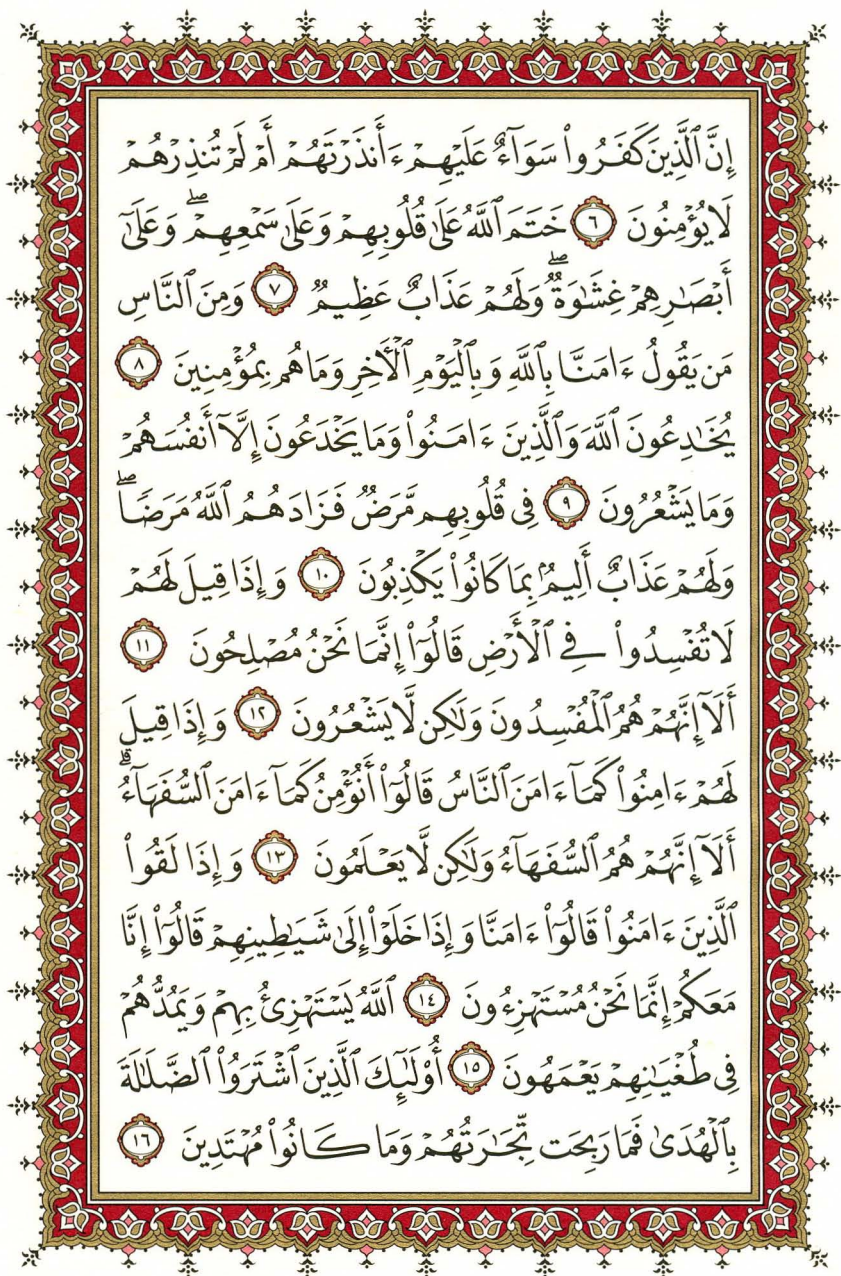 إِنَّ ٱلَّذِينَ كَفَرُوا۟ سَوَآءٌ عَلَيْهِمْ ءَأَنذَرْتَهُمْ أَمْ لَمْ تُنذِرْهُمْ
لَا يُؤْمِنُونَ ٦ خَتَمَ ٱللَّهُ عَلَىٰ قُلُوبِهِمْ وَعَلَىٰ سَمْعِهِمْ ۖ وَعَلَىٰٓ
أَبْصَـٰرِهِمْ غِشَـٰوَةٌ ۖ وَلَهُمْ عَذَابٌ عَظِيمٌ ٧ وَمِنَ ٱلنَّاسِ
مَن يَقُولُ ءَامَنَّا بِٱللَّهِ وَبِٱلْيَوْمِ ٱلْأَخِرِ وَمَا هُم بِمُؤْمِنِينَ ٨
يُخَـٰدِعُونَ ٱللَّهَ وَٱلَّذِينَ ءَامَنُوا۟ وَمَا يَخْدَعُونَ إِلَّآ أَنفُسَهُمْ
وَمَا يَشْعُرُونَ ٩ فِى قُلُوبِهِم مَّرَضٌ فَزَادَهُمُ ٱللَّهُ مَرَضًا ۖ
وَلَهُمْ عَذَابٌ أَلِيمٌۢ بِمَا كَانُوا۟ يَكْذِبُونَ ١٠ وَإِذَا قِيلَ لَهُمْ
لَا تُفْسِدُوا۟ فِى ٱلْأَرْضِ قَالُوٓا۟ إِنَّمَا نَحْنُ مُصْلِحُونَ ١١
أَلَآ إِنَّهُمْ هُمُ ٱلْمُفْسِدُونَ وَلَـٰكِن لَّا يَشْعُرُونَ ١٢ وَإِذَا قِيلَ
لَهُمْ ءَامِنُوا۟ كَمَآ ءَامَنَ ٱلنَّاسُ قَالُوٓا۟ أَنُؤْمِنُ كَمَآ ءَامَنَ ٱلسُّفَهَآءُ ۗ
أَلَآ إِنَّهُمْ هُمُ ٱلسُّفَهَآءُ وَلَـٰكِن لَّا يَعْلَمُونَ ١٣ وَإِذَا لَقُوا۟
ٱلَّذِينَ ءَامَنُوا۟ قَالُوٓا۟ ءَامَنَّا وَإِذَا خَلَوْا۟ إِلَىٰ شَيَـٰطِينِهِمْ قَالُوٓا۟ إِنَّا
مَعَكُمْ إِنَّمَا نَحْنُ مُسْتَهْزِءُونَ ١٤ ٱللَّهُ يَسْتَهْزِئُ بِهِمْ وَيَمُدُّهُمْ
فِى طُغْيَـٰنِهِمْ يَعْمَهُونَ ١٥ أُو۟لَـٰٓئِكَ ٱلَّذِينَ ٱشْتَرَوُا۟ ٱلضَّلَـٰلَةَ
بِٱلْهُدَىٰ فَمَا رَبِحَت تِّجَـٰرَتُهُمْ وَمَا كَانُوا۟ مُهْتَدِينَ ١٦